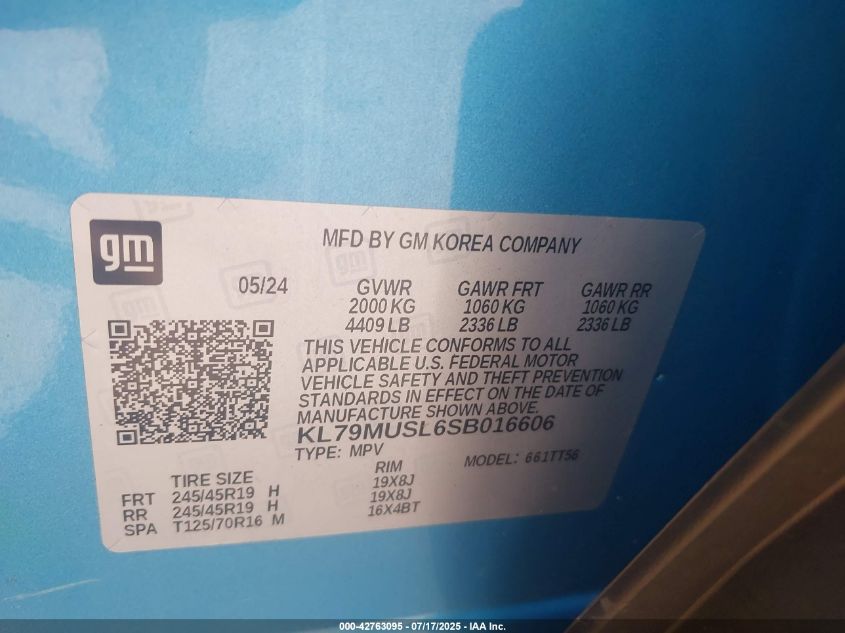 gm
MFD BY GM KOREA COMPANY
05/24 GVWR GAWR FRT GAWR RR
2000 KG 1060 KG 1060 KG
4409 LB 2336 LB 2336 LB
THIS VEHICLE CONFORMS TO ALL
APPLICABLE U.S. FEDERAL MOTOR
VEHICLE SAFETY AND THEFT PREVENTION
STANDARDS IN EFFECT ON THE DATE OF
MANUFACTURE SHOWN ABOVE.
KL79MUSL6SB016606
TYPE: MPV MODEL: 661TT56
TIRE SIZE RIM
FRT 245/45R19 H 19X8J
RR 245/45R19 H 19X8J
SPA T125/70R16 M 16X4BT
000-42763095 - 07/17/2025 - IAA Inc.